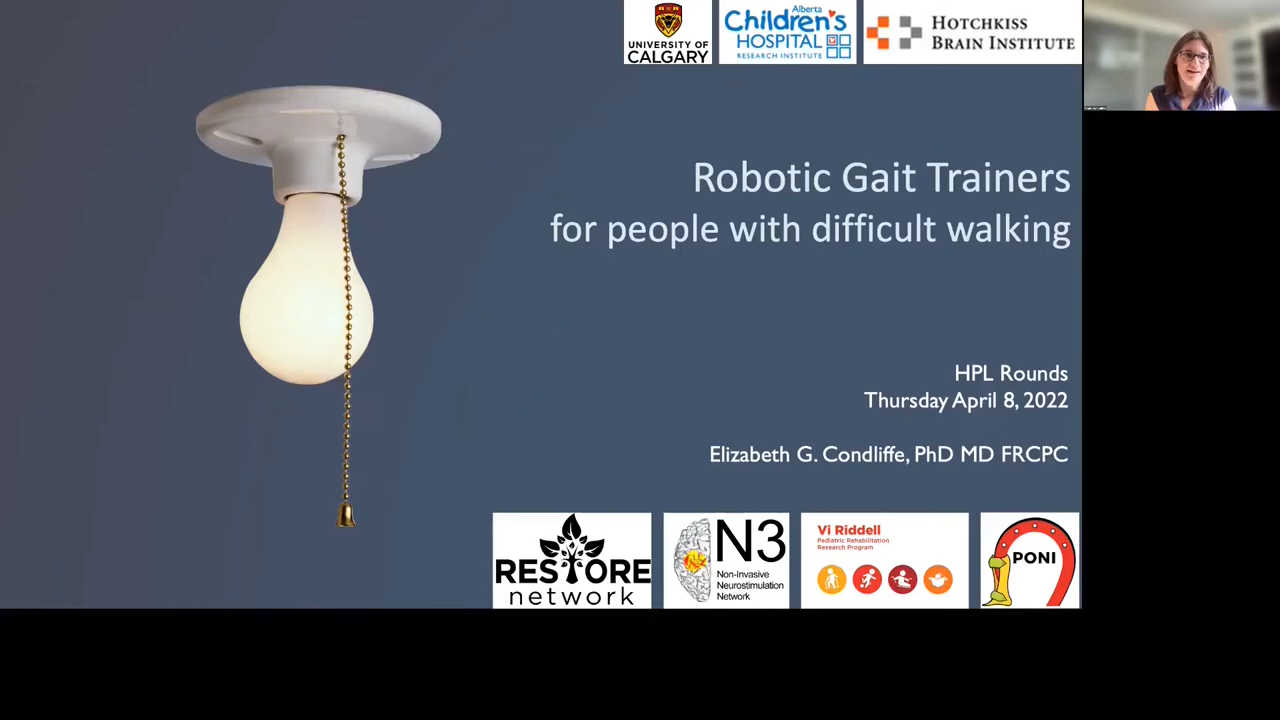 UNIVERSITY OF
CALGARY
Alberta
Children's
HOSPITAL
RESEARCH INSTITUTE
HOTCHKISS
BRAIN INSTITUTE
Robotic Gait Trainers
for people with difficult walking
HPL Rounds
Thursday April 8, 2022
Elizabeth G. Condliffe, PhD MD FRCPC
RESTORE
network
N3
Non-Invasive
Neurostimulation
Network
Vi Riddell
Pediatric Rehabilitation
Research Program
PONI